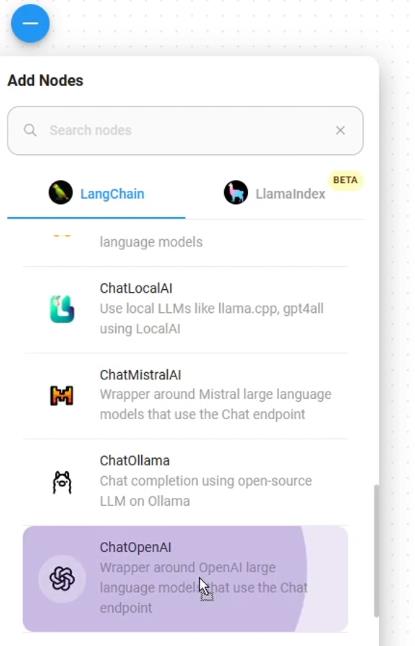 Add Nodes
Search nodes
LangChain
LlamaIndex
BETA
language models
ChatLocalAI
Use local LLMs like llama.cpp, gpt4all
using LocalAI
ChatMistralAI
Wrapper around Mistral large language
models that use the Chat endpoint
ChatOllama
Chat completion using open-source
LLM on Ollama
ChatOpenAI
Wrapper around OpenAI large
language models that use the Chat
endpoint